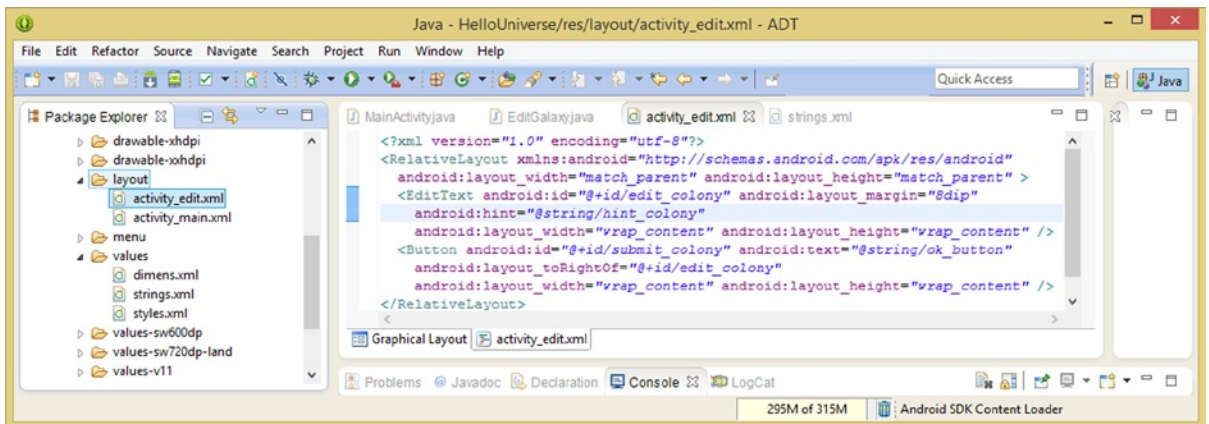 Java - HelloUniverse/res/layout/activity_edit.xml - ADT
File Edit Refactor Source Navigate Search Project Run Window Help
Quick Access
Java
Package Explorer
drawable-xhdpi
drawable-xxhdpi
layout
activity_edit.xml
activity_main.xml
menu
values
dimens.xml
strings.xml
styles.xml
values-sw600dp
values-sw720dp-land
values-v11
MainActivity.java EditGalaxy.java activity_edit.xml strings.xml
<?xml version="1.0" encoding="utf-8"?>
<RelativeLayout xmlns:android="http://schemas.android.com/apk/res/android"
android:layout_width="match_parent" android:layout_height="match_parent" >
<EditText android:id="@+id/edit_colony" android:layout_margin="8dip"
android:hint="@string/hint_colony"
android:layout_width="wrap_content" android:layout_height="wrap_content" />
<Button android:id="@+id/submit_colony" android:text="@string/ok_button"
android:layout_toRightOf="@+id/edit_colony"
android:layout_width="wrap_content" android:layout_height="wrap_content" />
</RelativeLayout>
Graphical Layout activity_edit.xml
Problems @ Javadoc Declaration Console LogCat
295M of 315M Android SDK Content Loader